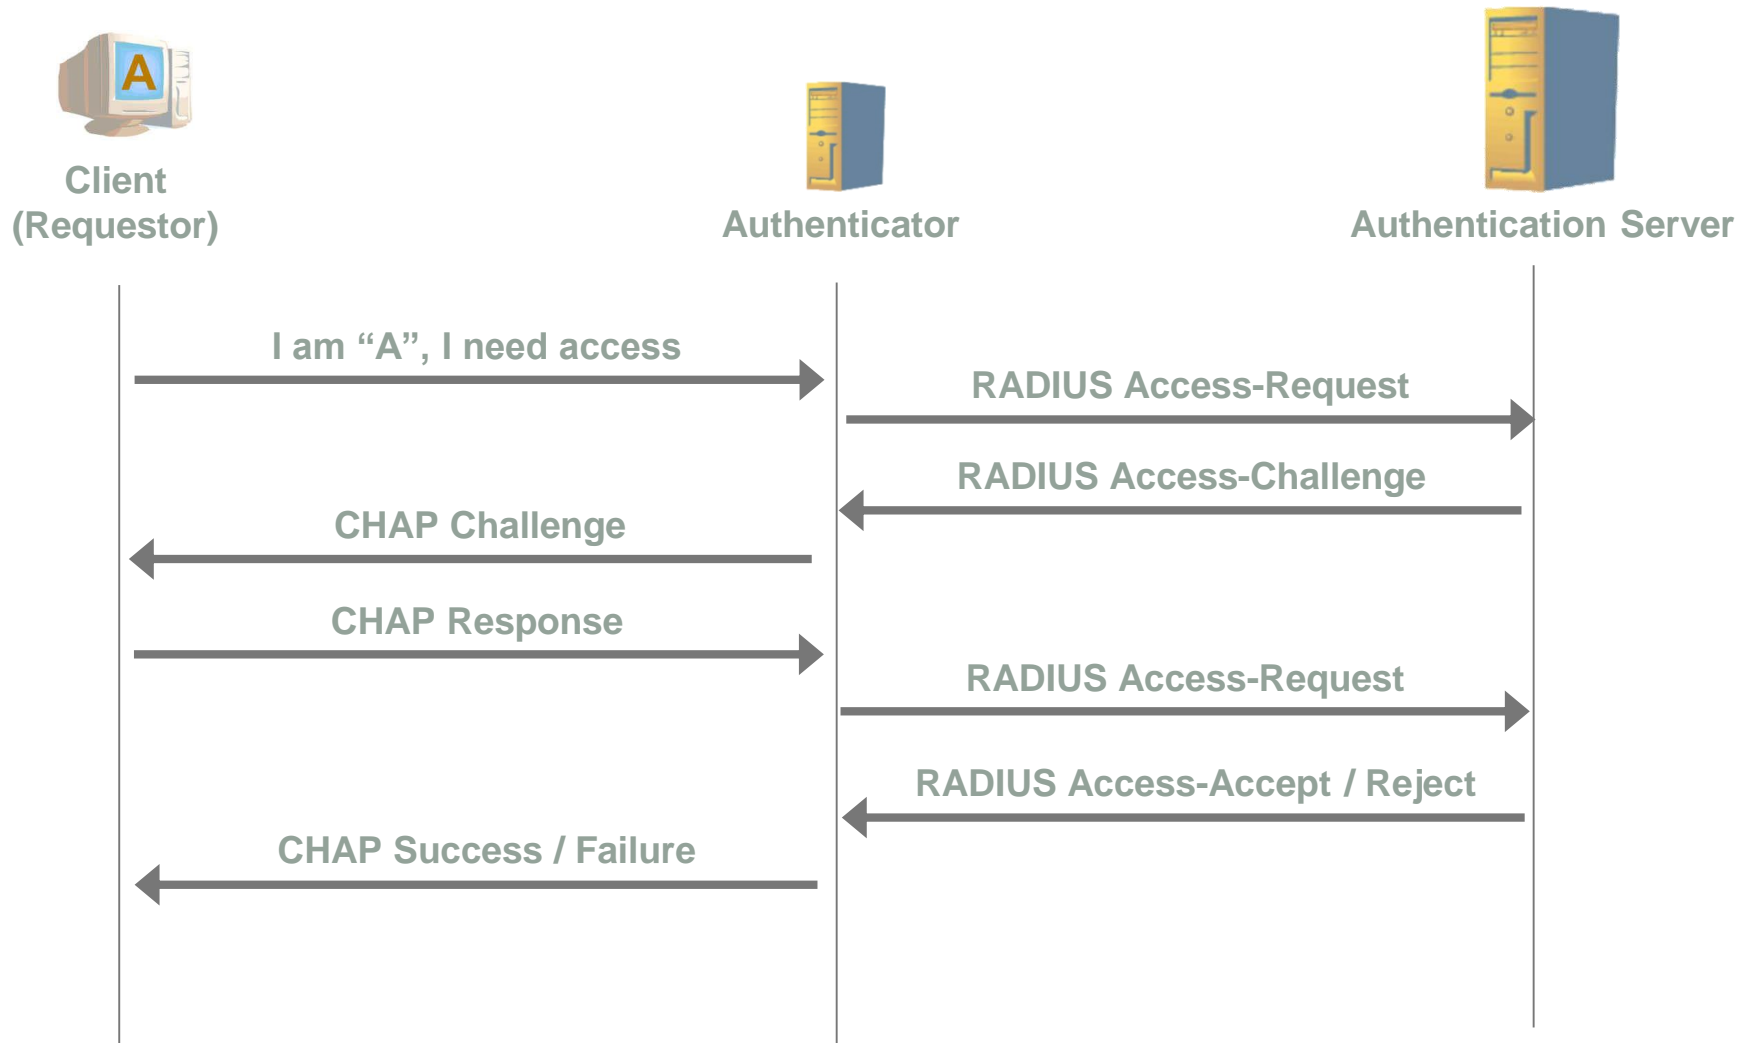 A
Client
(Requestor)
Authenticator
Authentication Server
I am “A”, I need access
RADIUS Access-Request
RADIUS Access-Challenge
CHAP Challenge
CHAP Response
RADIUS Access-Request
RADIUS Access-Accept / Reject
CHAP Success / Failure